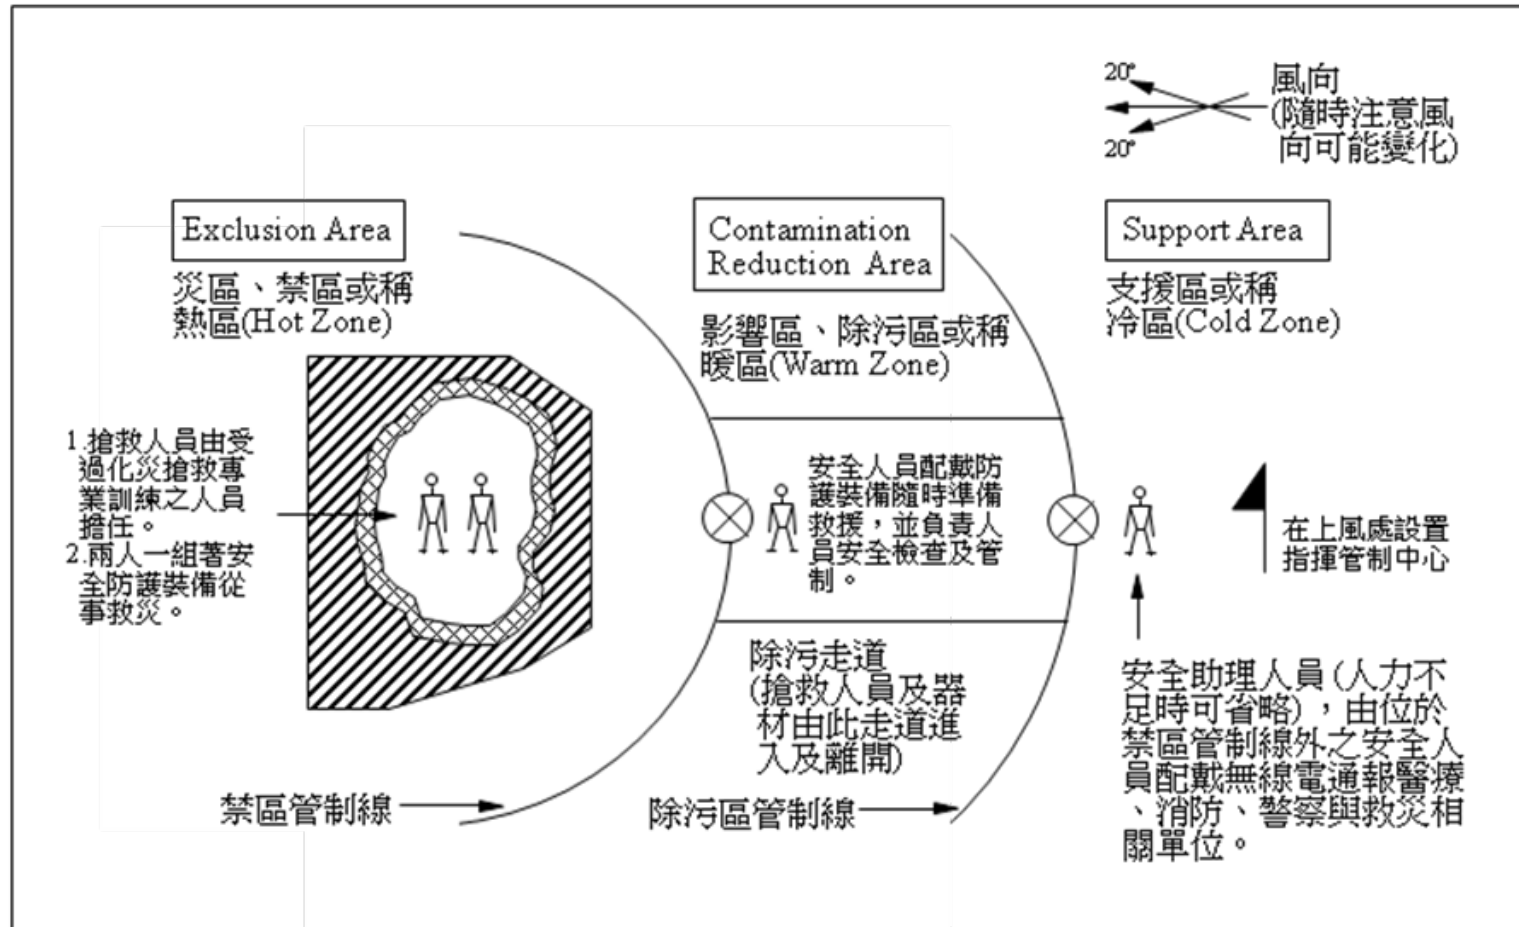 20°
20°
風向
(隨時注意風
向可能變化)
Exclusion Area
災區、禁區或稱
熱區(Hot Zone)
1.搶救人員由受
過化災搶救專
業訓練之人員
擔任。
2.兩人一組著安
全防護裝備從
事救災。
禁區管制線
Contamination
Reduction Area
影響區、除污區或稱
暖區(Warm Zone)
安全人員配戴防
護裝備隨時準備
救援，並負責人
員安全檢查及管
制。
除污走道
(搶救人員及器
材由此走道進
入及離開)
除污區管制線
Support Area
支援區或稱
冷區(Cold Zone)
在上風處設置
指揮管制中心
安全助理人員(人力不
足時可省略)，由位於
禁區管制線外之安全人
員配戴無線電通報醫療
、消防、警察與救災相
關單位。